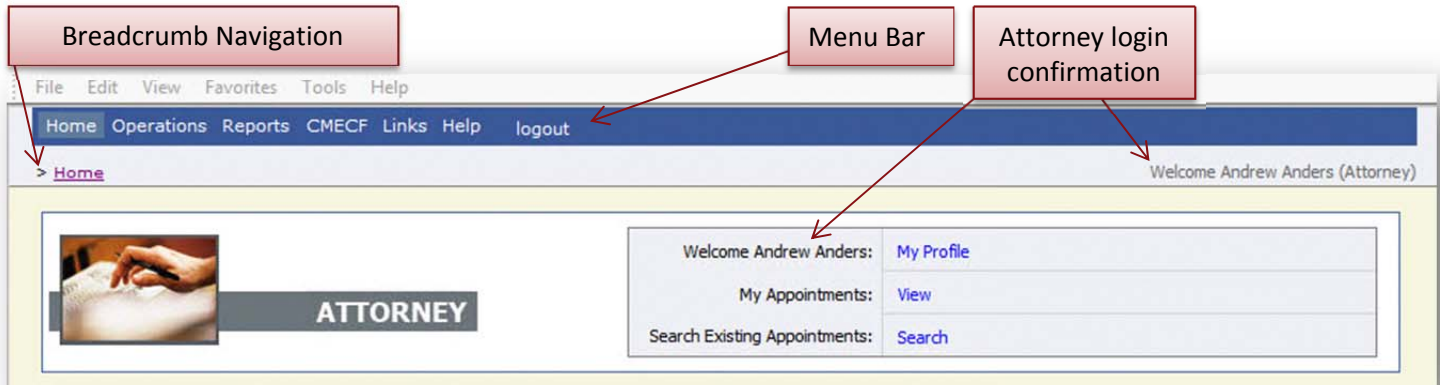 Breadcrumb Navigation
Menu Bar
Attorney login
confirmation
File Edit View Favorites Tools Help
Home Operations Reports CMECF Links Help logout
> Home
Welcome Andrew Anders (Attorney)
ATTORNEY
Welcome Andrew Anders: My Profile
My Appointments: View
Search Existing Appointments: Search